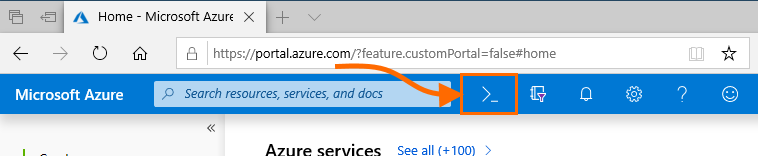 Home - Microsoft Azure
https://portal.azure.com/?feature.customPortal=false#home
Microsoft Azure
Search resources, services, and docs
Azure services
See all (+100)